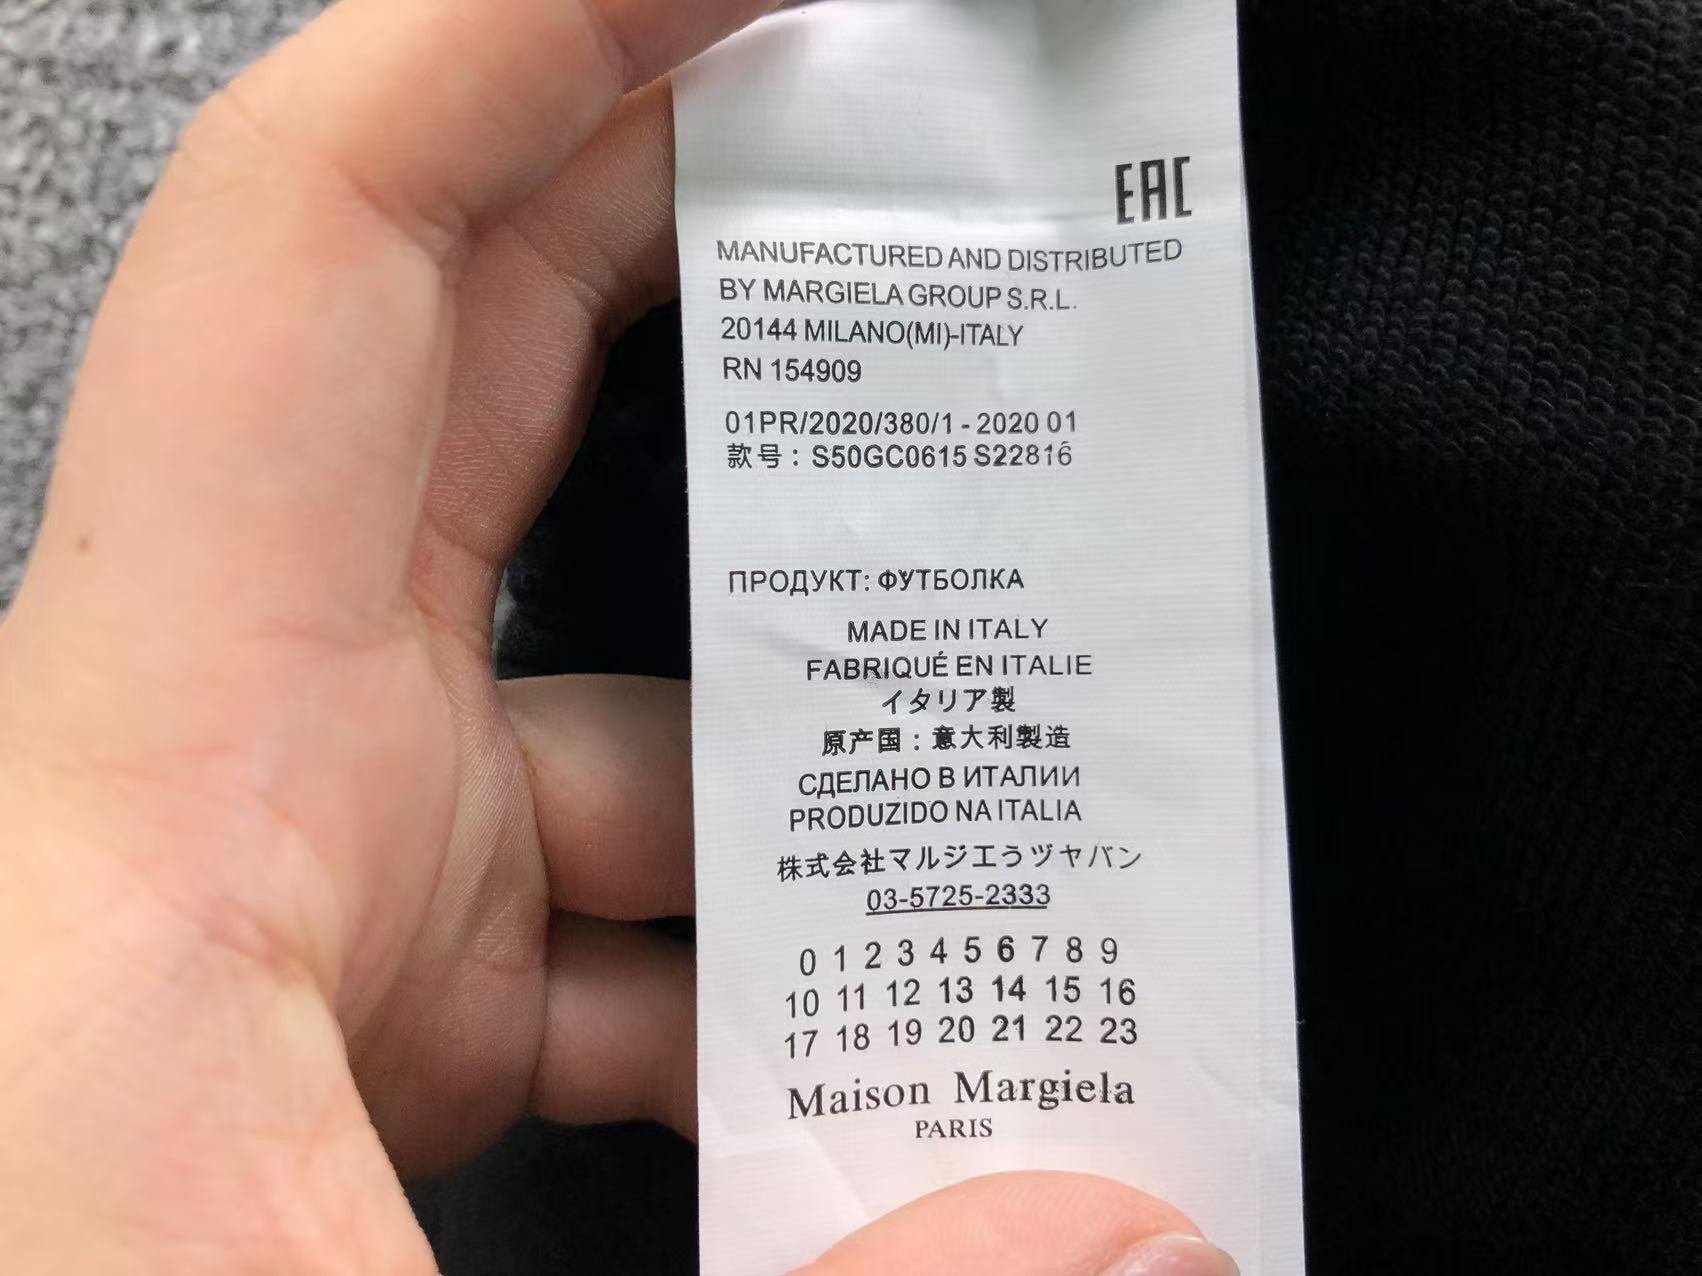 EAC
MANUFACTURED AND DISTRIBUTED
BY MARGIELA GROUP S.R.L.
20144 MILANO(MI)-ITALY
RN 154909
01PR/2020/380/1 - 2020 01
款号：S50GC0615 S22816
ПРОДУКТ: ФУТБОЛКА
MADE IN ITALY
FABRIQUÉ EN ITALIE
イタリア製
原产国：意大利製造
СДЕЛАНО В ИТАЛИИ
PRODUZIDO NA ITALIA
株式会社マルジエうヅヤバン
03-5725-2333
0 1 2 3 4 5 6 7 8 9
10 11 12 13 14 15 16
17 18 19 20 21 22 23
Maison Margiela
PARIS